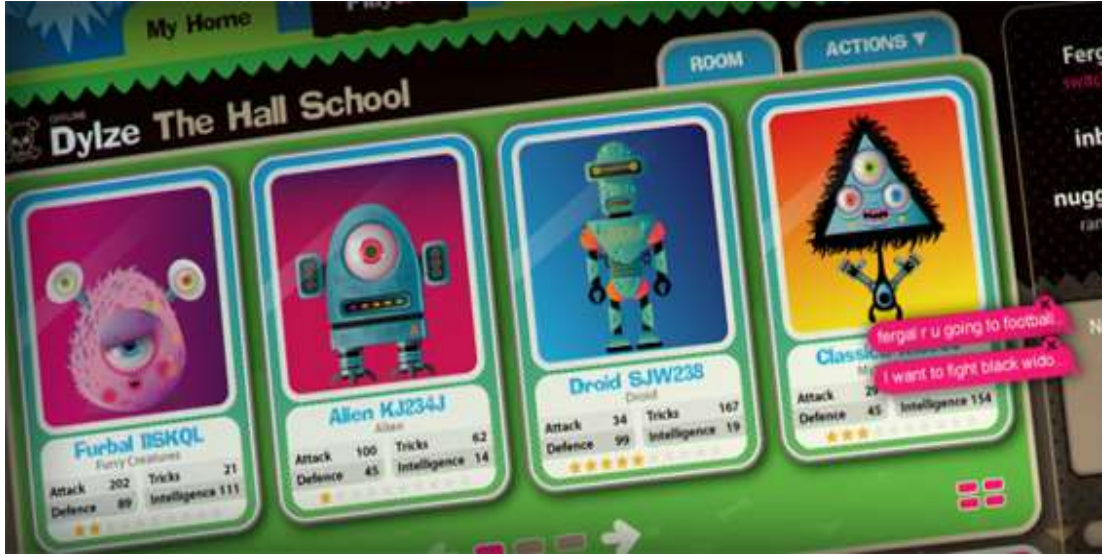 My Home
ROOM
ACTIONS
Dylze The Hall School
Ferg
inb
nugg
ran
Furbal
Furry Creatures
Attack 202 Tricks 21
Defence 89 Intelligence 111
Alien KJ234J
Alien
Attack 100 Tricks 62
Defence 45 Intelligence 14
Droid SJW238
Droid
Attack 34 Tricks 167
Defence 99 Intelligence 19
Attack
Defence 45 Intelligence 154
fergal r u going to football..
I want to fight black wido..
N